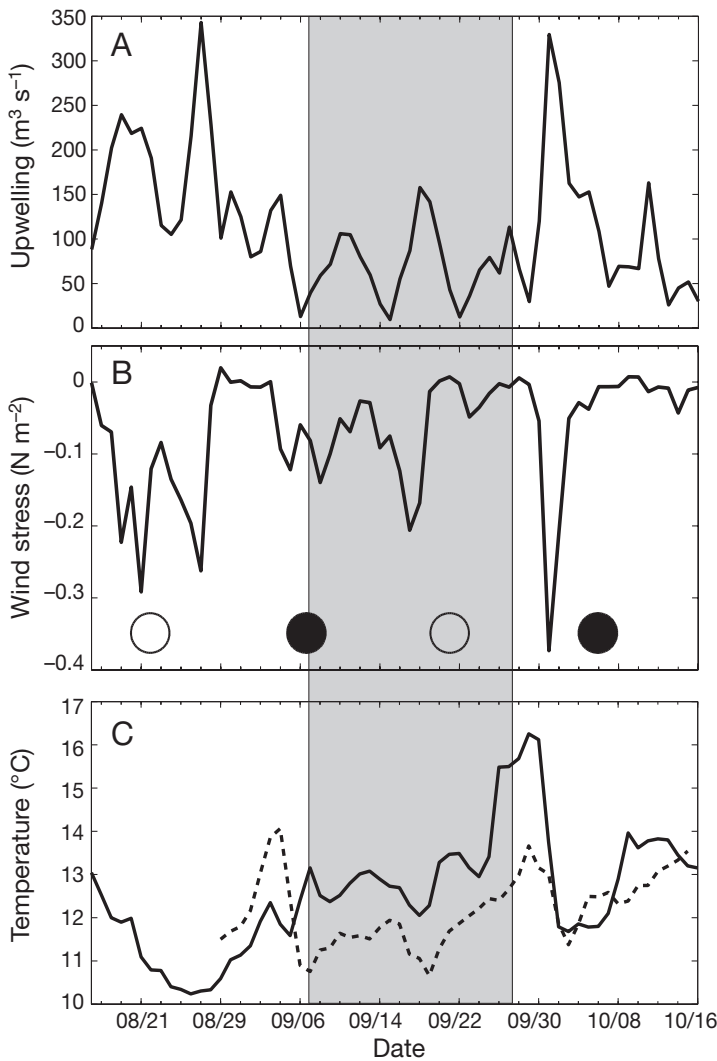 A
Upwelling (m³ s⁻¹)
350
300
250
200
150
100
50
0
B
Wind stress (N m⁻²)
0
−0.1
−0.2
−0.3
−0.4
C
Temperature (°C)
17
16
15
14
13
12
11
10
08/21 08/29 09/06 09/14 09/22 09/30 10/08 10/16
Date